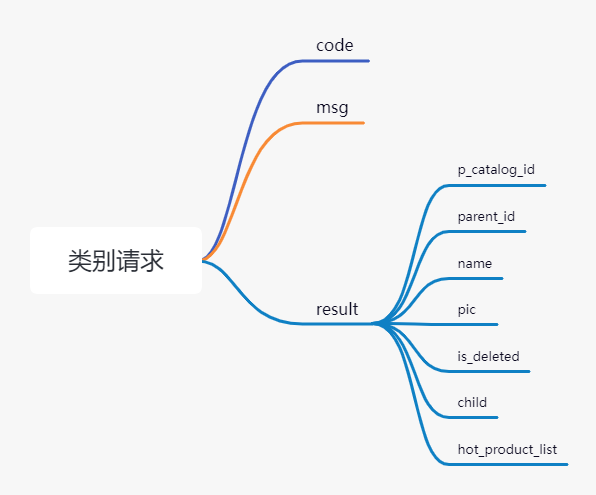 类别请求
code
msg
result
p_catalog_id
parent_id
name
pic
is_deleted
child
hot_product_list